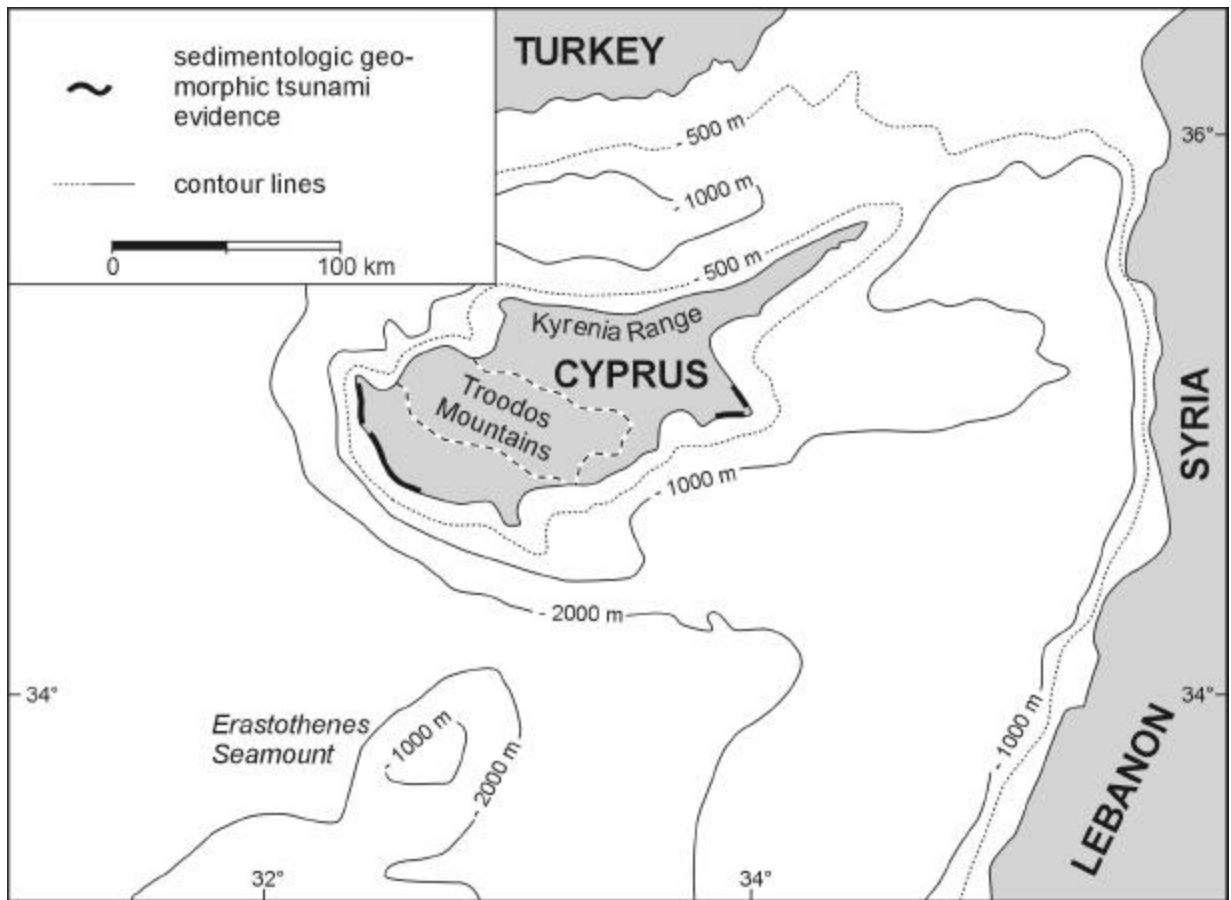 sedimentologic geo-
morphic tsunami
evidence
contour lines
0
100 km
TURKEY
- 500 m
36°
- 1000 m
- 500 m
Kyrenia Range
CYPRUS
Troodos
Mountains
SYRIA
- 1000 m
- 2000 m
34°
34°
Erastothenes
Seamount
- 1000 m
- 2000 m
- 1000 m
LEBANON
32°
34°